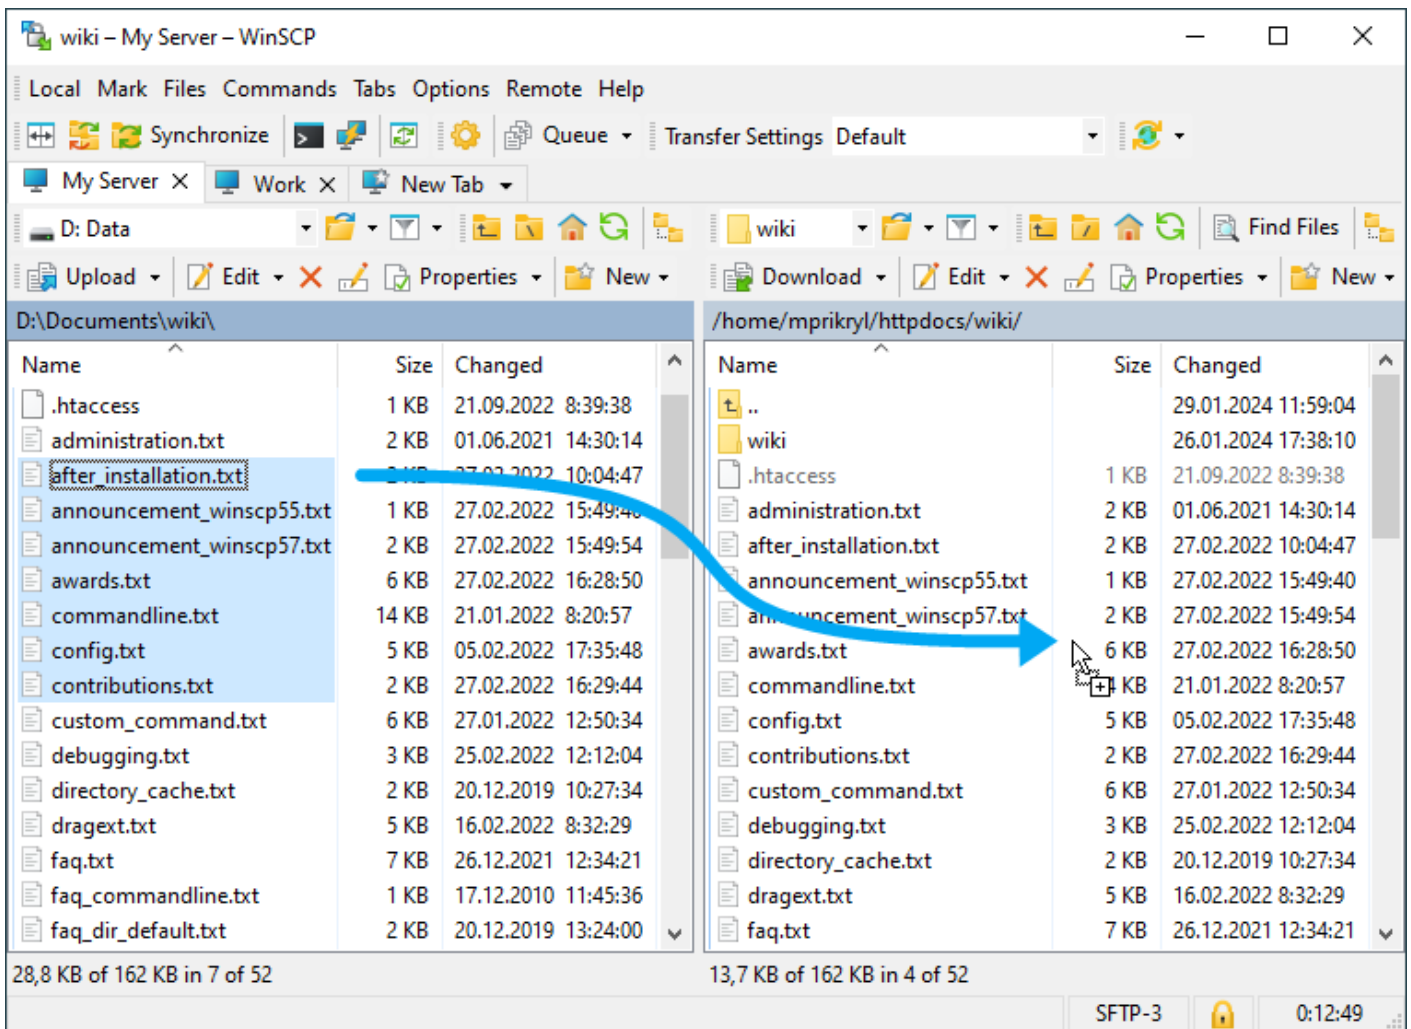 wiki – My Server – WinSCP
Local Mark Files Commands Tabs Options Remote Help
Synchronize Queue Transfer Settings Default
My Server Work New Tab
D: Data wiki Find Files
Upload Edit Properties New Download Edit Properties New
D:\Documents\wiki\ /home/mprikryl/httpdocs/wiki/
Name Size Changed
.htaccess 1 KB 21.09.2022 8:39:38
administration.txt 2 KB 01.06.2021 14:30:14
after_installation.txt KB 27.02.2022 10:04:47
announcement_winscp55.txt 1 KB 27.02.2022 15:49:40
announcement_winscp57.txt 2 KB 27.02.2022 15:49:54
awards.txt 6 KB 27.02.2022 16:28:50
commandline.txt 14 KB 21.01.2022 8:20:57
config.txt 5 KB 05.02.2022 17:35:48
contributions.txt 2 KB 27.02.2022 16:29:44
custom_command.txt 6 KB 27.01.2022 12:50:34
debugging.txt 3 KB 25.02.2022 12:12:04
directory_cache.txt 2 KB 20.12.2019 10:27:34
dragext.txt 5 KB 16.02.2022 8:32:29
faq.txt 7 KB 26.12.2021 12:34:21
faq_commandline.txt 1 KB 17.12.2010 11:45:36
faq_dir_default.txt 2 KB 20.12.2019 13:24:00
28,8 KB of 162 KB in 7 of 52
Name Size Changed
.. 29.01.2024 11:59:04
wiki 26.01.2024 17:38:10
.htaccess 1 KB 21.09.2022 8:39:38
administration.txt 2 KB 01.06.2021 14:30:14
after_installation.txt 2 KB 27.02.2022 10:04:47
announcement_winscp55.txt 1 KB 27.02.2022 15:49:40
announcement_winscp57.txt 2 KB 27.02.2022 15:49:54
awards.txt 6 KB 27.02.2022 16:28:50
commandline.txt KB 21.01.2022 8:20:57
config.txt 5 KB 05.02.2022 17:35:48
contributions.txt 2 KB 27.02.2022 16:29:44
custom_command.txt 6 KB 27.01.2022 12:50:34
debugging.txt 3 KB 25.02.2022 12:12:04
directory_cache.txt 2 KB 20.12.2019 10:27:34
dragext.txt 5 KB 16.02.2022 8:32:29
faq.txt 7 KB 26.12.2021 12:34:21
13,7 KB of 162 KB in 4 of 52
SFTP-3 0:12:49